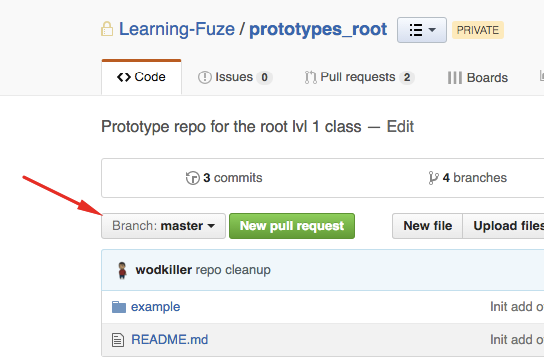 Learning-Fuze / prototypes_root PRIVATE
Code Issues 0 Pull requests 2 Boards
Prototype repo for the root lvl 1 class — Edit
3 commits 4 branches
Branch: master New pull request New file Upload files
wodkiller repo cleanup
example Init add o
README.md Init add o